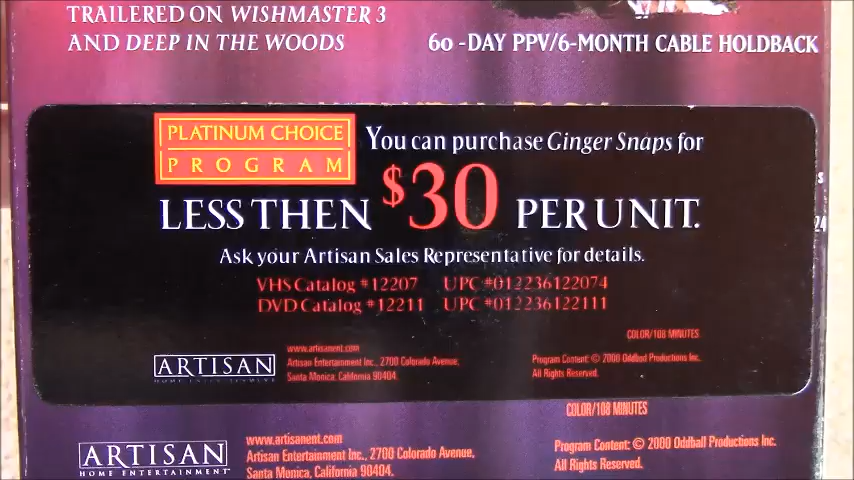 TRAILERED ON WISHMASTER 3
AND DEEP IN THE WOODS
60 -DAY PPV/6-MONTH CABLE HOLDBACK
PLATINUM CHOICE
PROGRAM
You can purchase Ginger Snaps for
LESS THEN $30 PER UNIT.
Ask your Artisan Sales Representative for details.
VHS Catalog #12207 UPC #012236122074
DVD Catalog #12211 UPC #012236122111
COLOR/108 MINUTES
ARTISAN
HOME ENTERTAINMENT
www.artisanent.com
Artisan Entertainment Inc., 2700 Colorado Avenue,
Santa Monica, California 90404.
Program Content: © 2000 Oddball Productions Inc.
All Rights Reserved.
COLOR/108 MINUTES
ARTISAN
HOME ENTERTAINMENT
www.artisanent.com
Artisan Entertainment Inc., 2700 Colorado Avenue,
Santa Monica, California 90404.
Program Content: © 2000 Oddball Productions Inc.
All Rights Reserved.